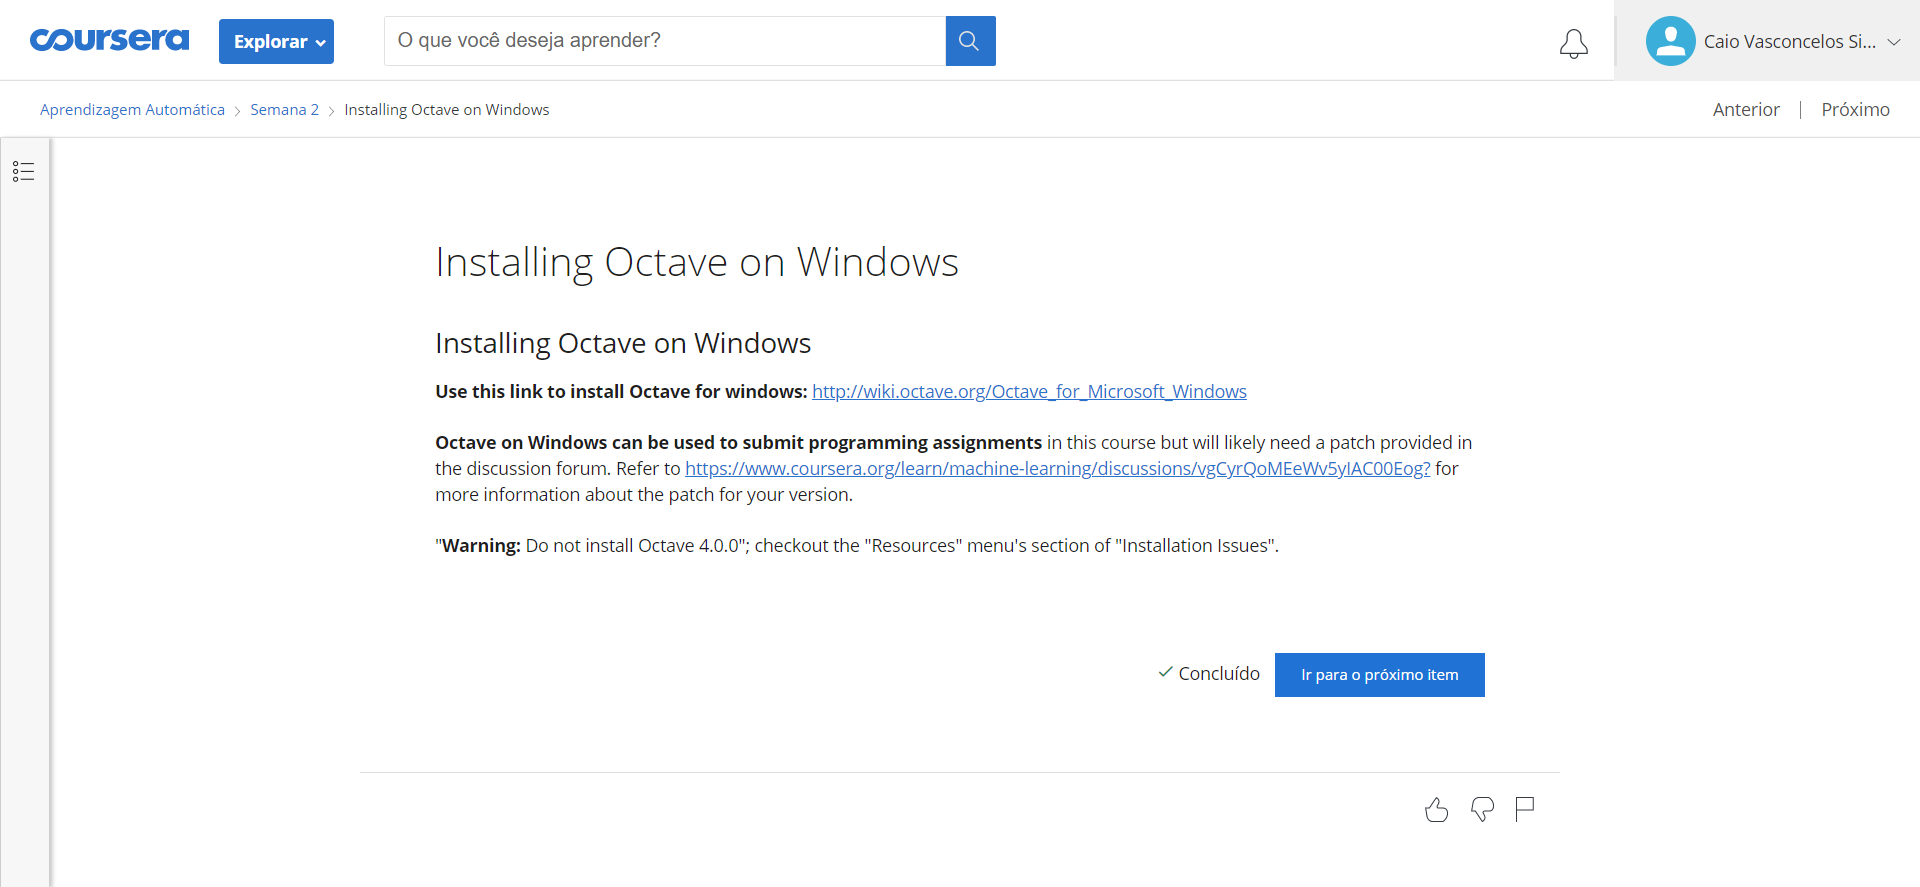 coursera
Explorar
O que você deseja aprender?
Caio Vasconcelos Si...
Aprendizagem Automática > Semana 2 > Installing Octave on Windows
Anterior | Próximo
Installing Octave on Windows
Installing Octave on Windows
Use this link to install Octave for windows: http://wiki.octave.org/Octave_for_Microsoft_Windows
Octave on Windows can be used to submit programming assignments in this course but will likely need a patch provided in
the discussion forum. Refer to https://www.coursera.org/learn/machine-learning/discussions/vgCyrQoMEeWv5yIAC00Eog? for
more information about the patch for your version.
"Warning: Do not install Octave 4.0.0"; checkout the "Resources" menu's section of "Installation Issues".
Concluído
Ir para o próximo item